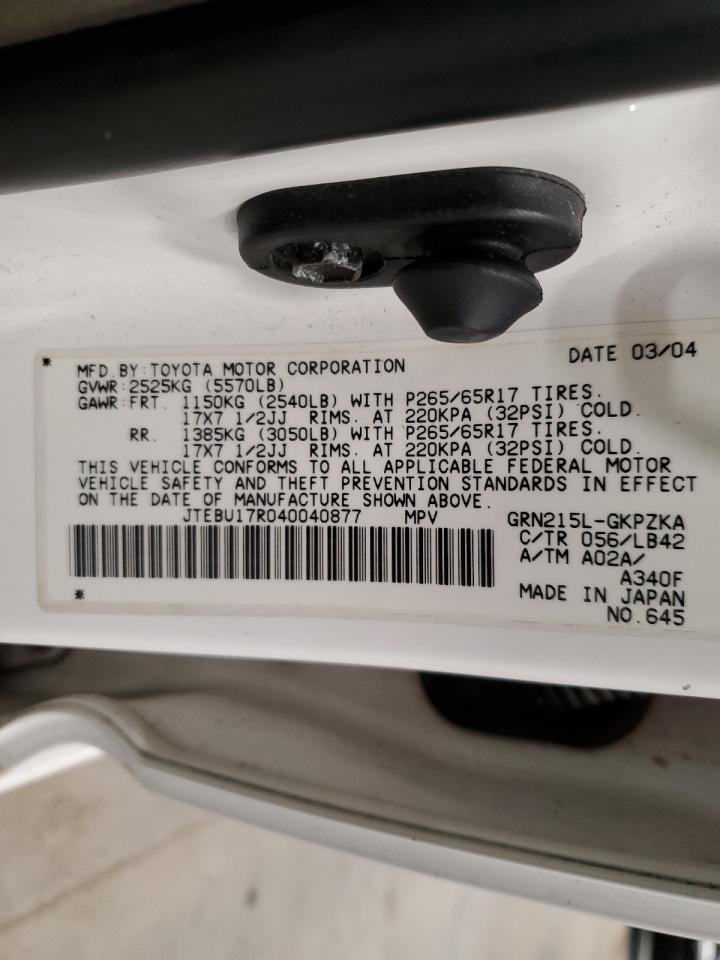 * DATE 03/04
MFD.BY:TOYOTA MOTOR CORPORATION
GVWR:2525KG (5570LB)
GAWR:FRT. 1150KG (2540LB) WITH P265/65R17 TIRES.
17X7 1/2JJ RIMS. AT 220KPA (32PSI) COLD.
RR. 1385KG (3050LB) WITH P265/65R17 TIRES.
17X7 1/2JJ RIMS. AT 220KPA (32PSI) COLD.
THIS VEHICLE CONFORMS TO ALL APPLICABLE FEDERAL MOTOR
VEHICLE SAFETY AND THEFT PREVENTION STANDARDS IN EFFECT
ON THE DATE OF MANUFACTURE SHOWN ABOVE.
JTEBU17R040040877 MPV GRN215L-GKPZKA
C/TR 056/LB42
A/TM A02A/
A340F
MADE IN JAPAN
* NO.645